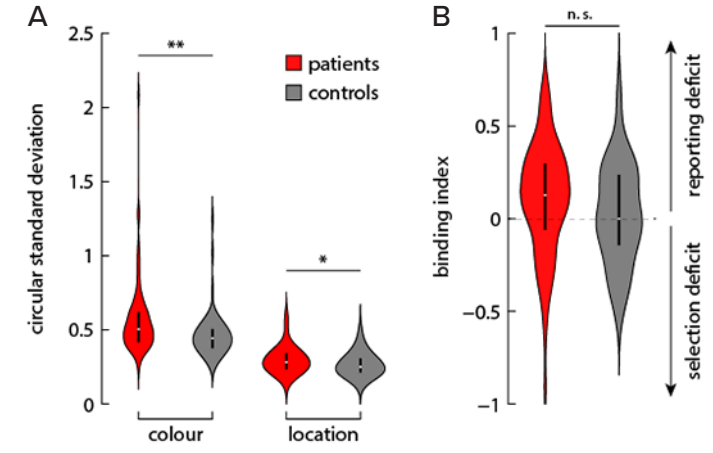 A
2.5
2
1.5
1
0.5
0
circular standard deviation
**
*
patients
controls
colour
location
B
n. s.
1
0.5
0
−0.5
−1
binding index
reporting deficit
selection deficit